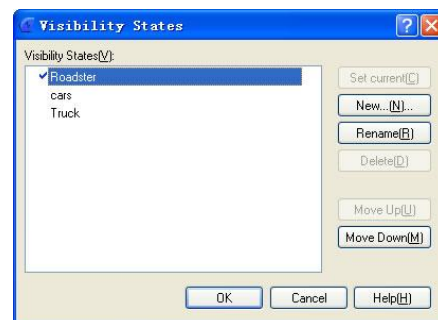 Visibility States
Visibility States(V):
Roadster
cars
Truck
Set current(C)
New...(N)...
Rename(R)
Delete(D)
Move Up(U)
Move Down(M)
OK
Cancel
Help(H)